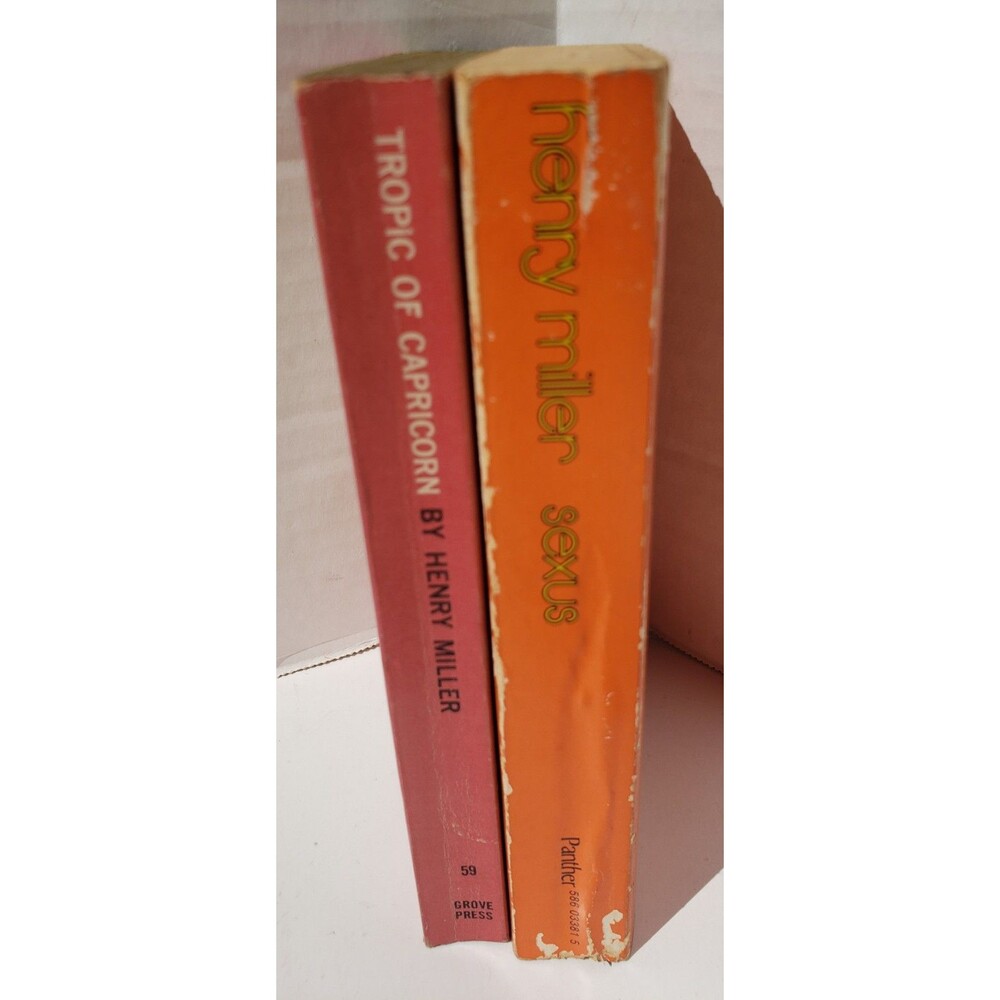 TROPIC OF CAPRICORN BY HENRY MILLER
59
GROVE
PRESS
henry miller sexus
Panther 586 03381 5